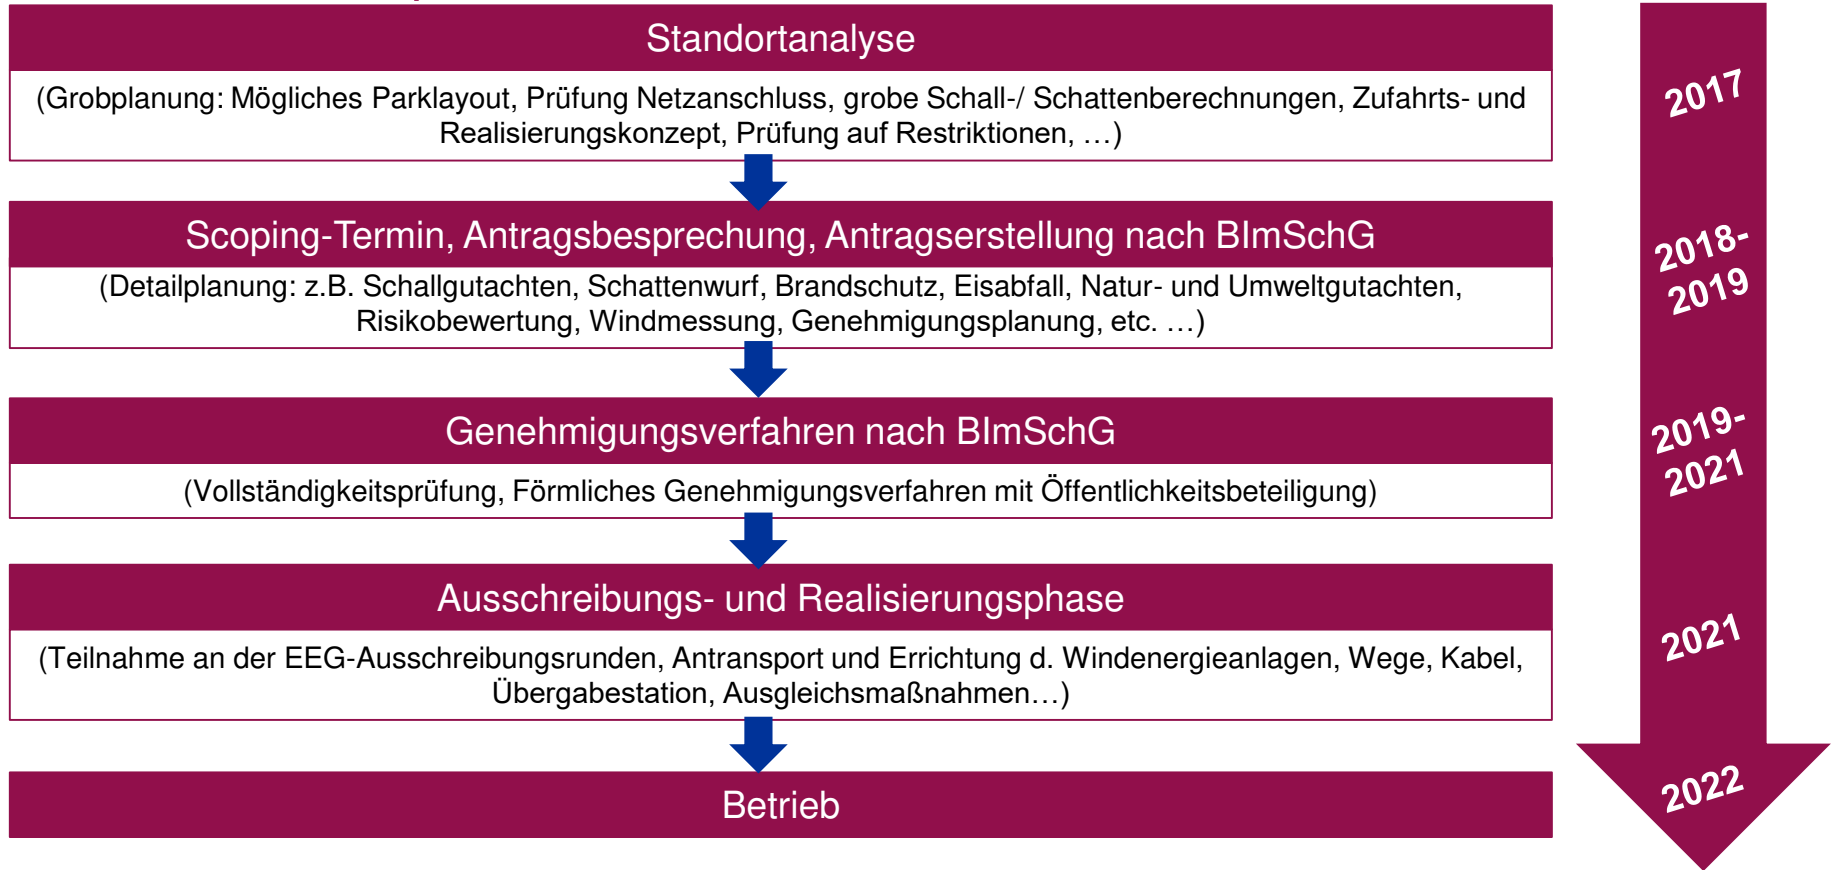 Standortanalyse
(Grobplanung: Mögliches Parklayout, Prüfung Netzanschluss, grobe Schall-/ Schattenberechnungen, Zufahrts- und
Realisierungskonzept, Prüfung auf Restriktionen, …)
2017
Scoping-Termin, Antragsbesprechung, Antragserstellung nach BImSchG
(Detailplanung: z.B. Schallgutachten, Schattenwurf, Brandschutz, Eisabfall, Natur- und Umweltgutachten,
Risikobewertung, Windmessung, Genehmigungsplanung, etc. …)
2018-
2019
Genehmigungsverfahren nach BImSchG
(Vollständigkeitsprüfung, Förmliches Genehmigungsverfahren mit Öffentlichkeitsbeteiligung)
2019-
2021
Ausschreibungs- und Realisierungsphase
(Teilnahme an der EEG-Ausschreibungsrunden, Antransport und Errichtung d. Windenergieanlagen, Wege, Kabel,
Übergabestation, Ausgleichsmaßnahmen…)
2021
Betrieb
2022